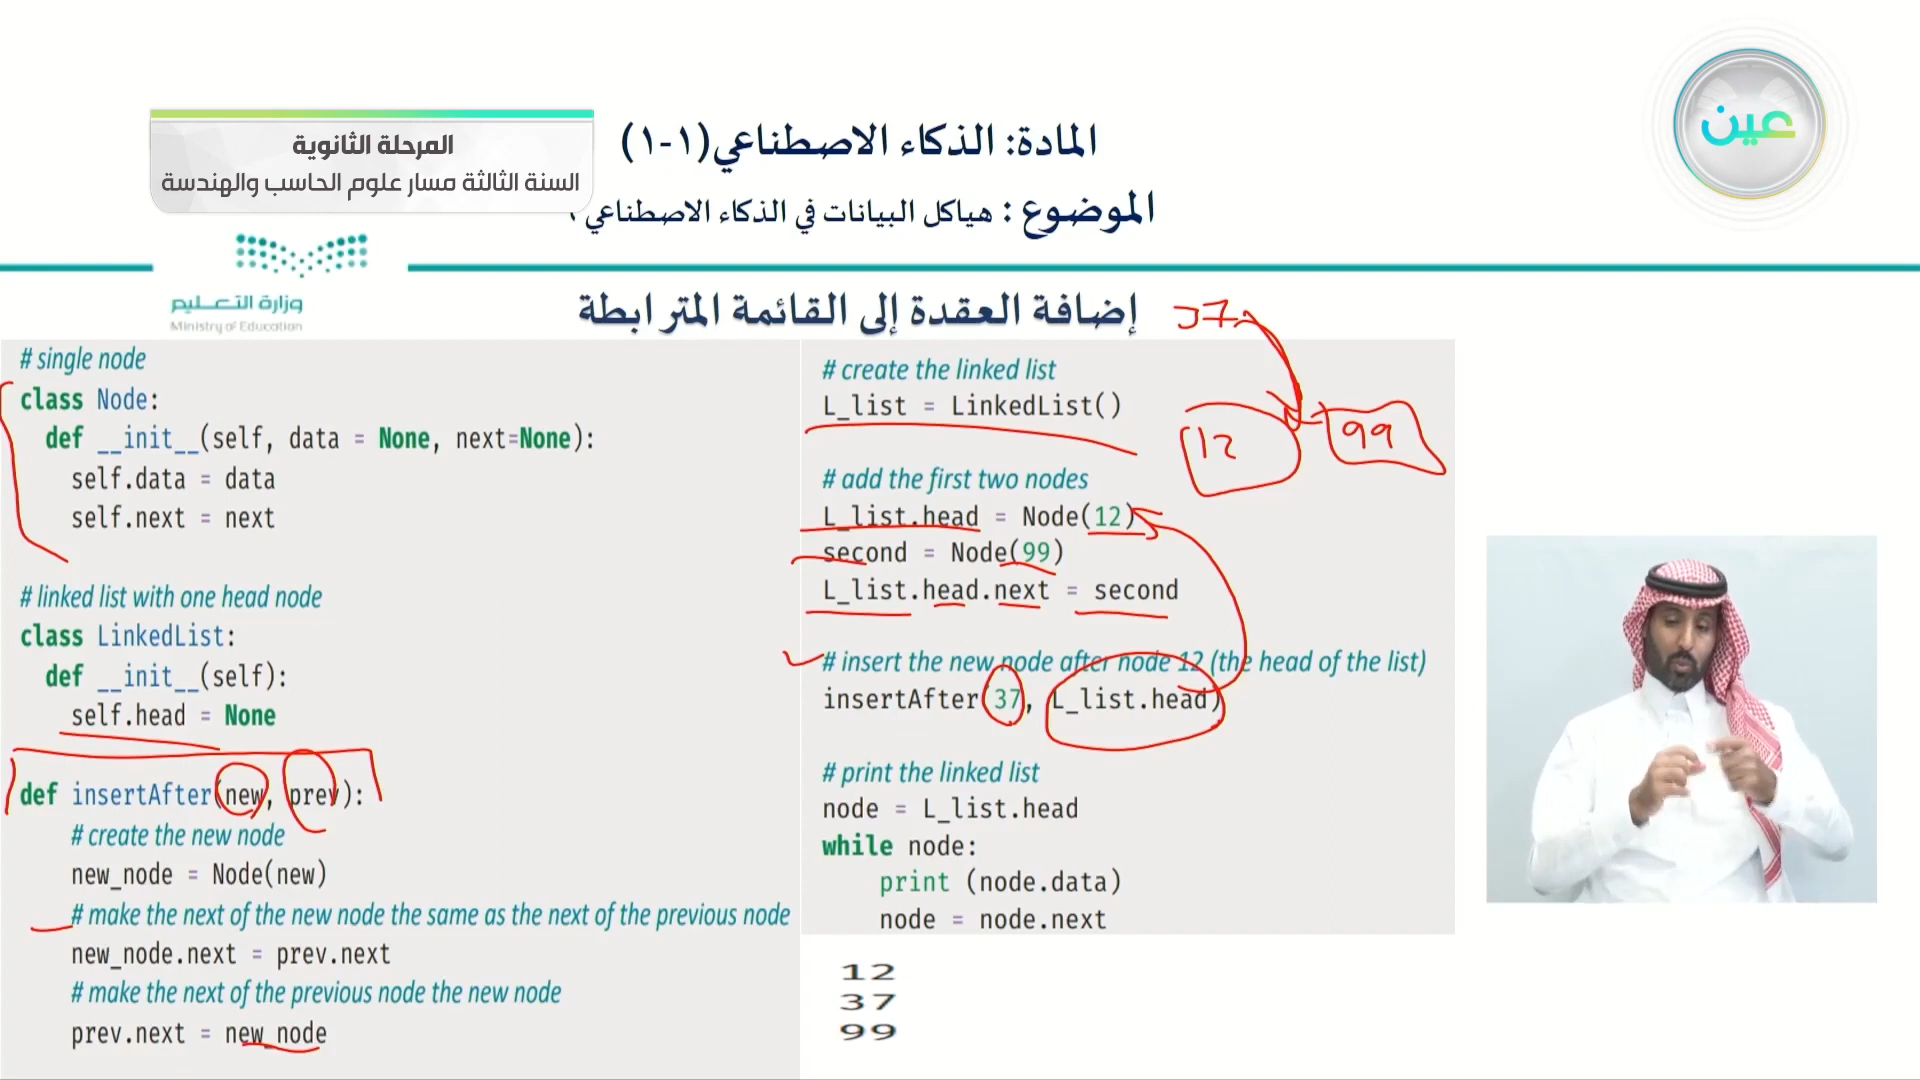 عين
المرحلة الثانوية
السنة الثالثة مسار علوم الحاسب والهندسة
المادة: الذكاء الاصطناعي(١-١)
الموضوع : هياكل البيانات في الذكاء الاصطناعي
وزارة التعليم
Ministry of Education
إضافة العقدة إلى القائمة المترابطة
37
# single node
class Node:
def __init__(self, data = None, next=None):
self.data = data
self.next = next
# linked list with one head node
class LinkedList:
def __init__(self):
self.head = None
def insertAfter(new, prev):
# create the new node
new_node = Node(new)
# make the next of the new node the same as the next of the previous node
new_node.next = prev.next
# make the next of the previous node the new node
prev.next = new_node
# create the linked list
L_list = LinkedList()
12
99
# add the first two nodes
L_list.head = Node(12)
second = Node(99)
L_list.head.next = second
# insert the new node after node 12 (the head of the list)
insertAfter(37, L_list.head)
# print the linked list
node = L_list.head
while node:
print (node.data)
node = node.next
12
37
99